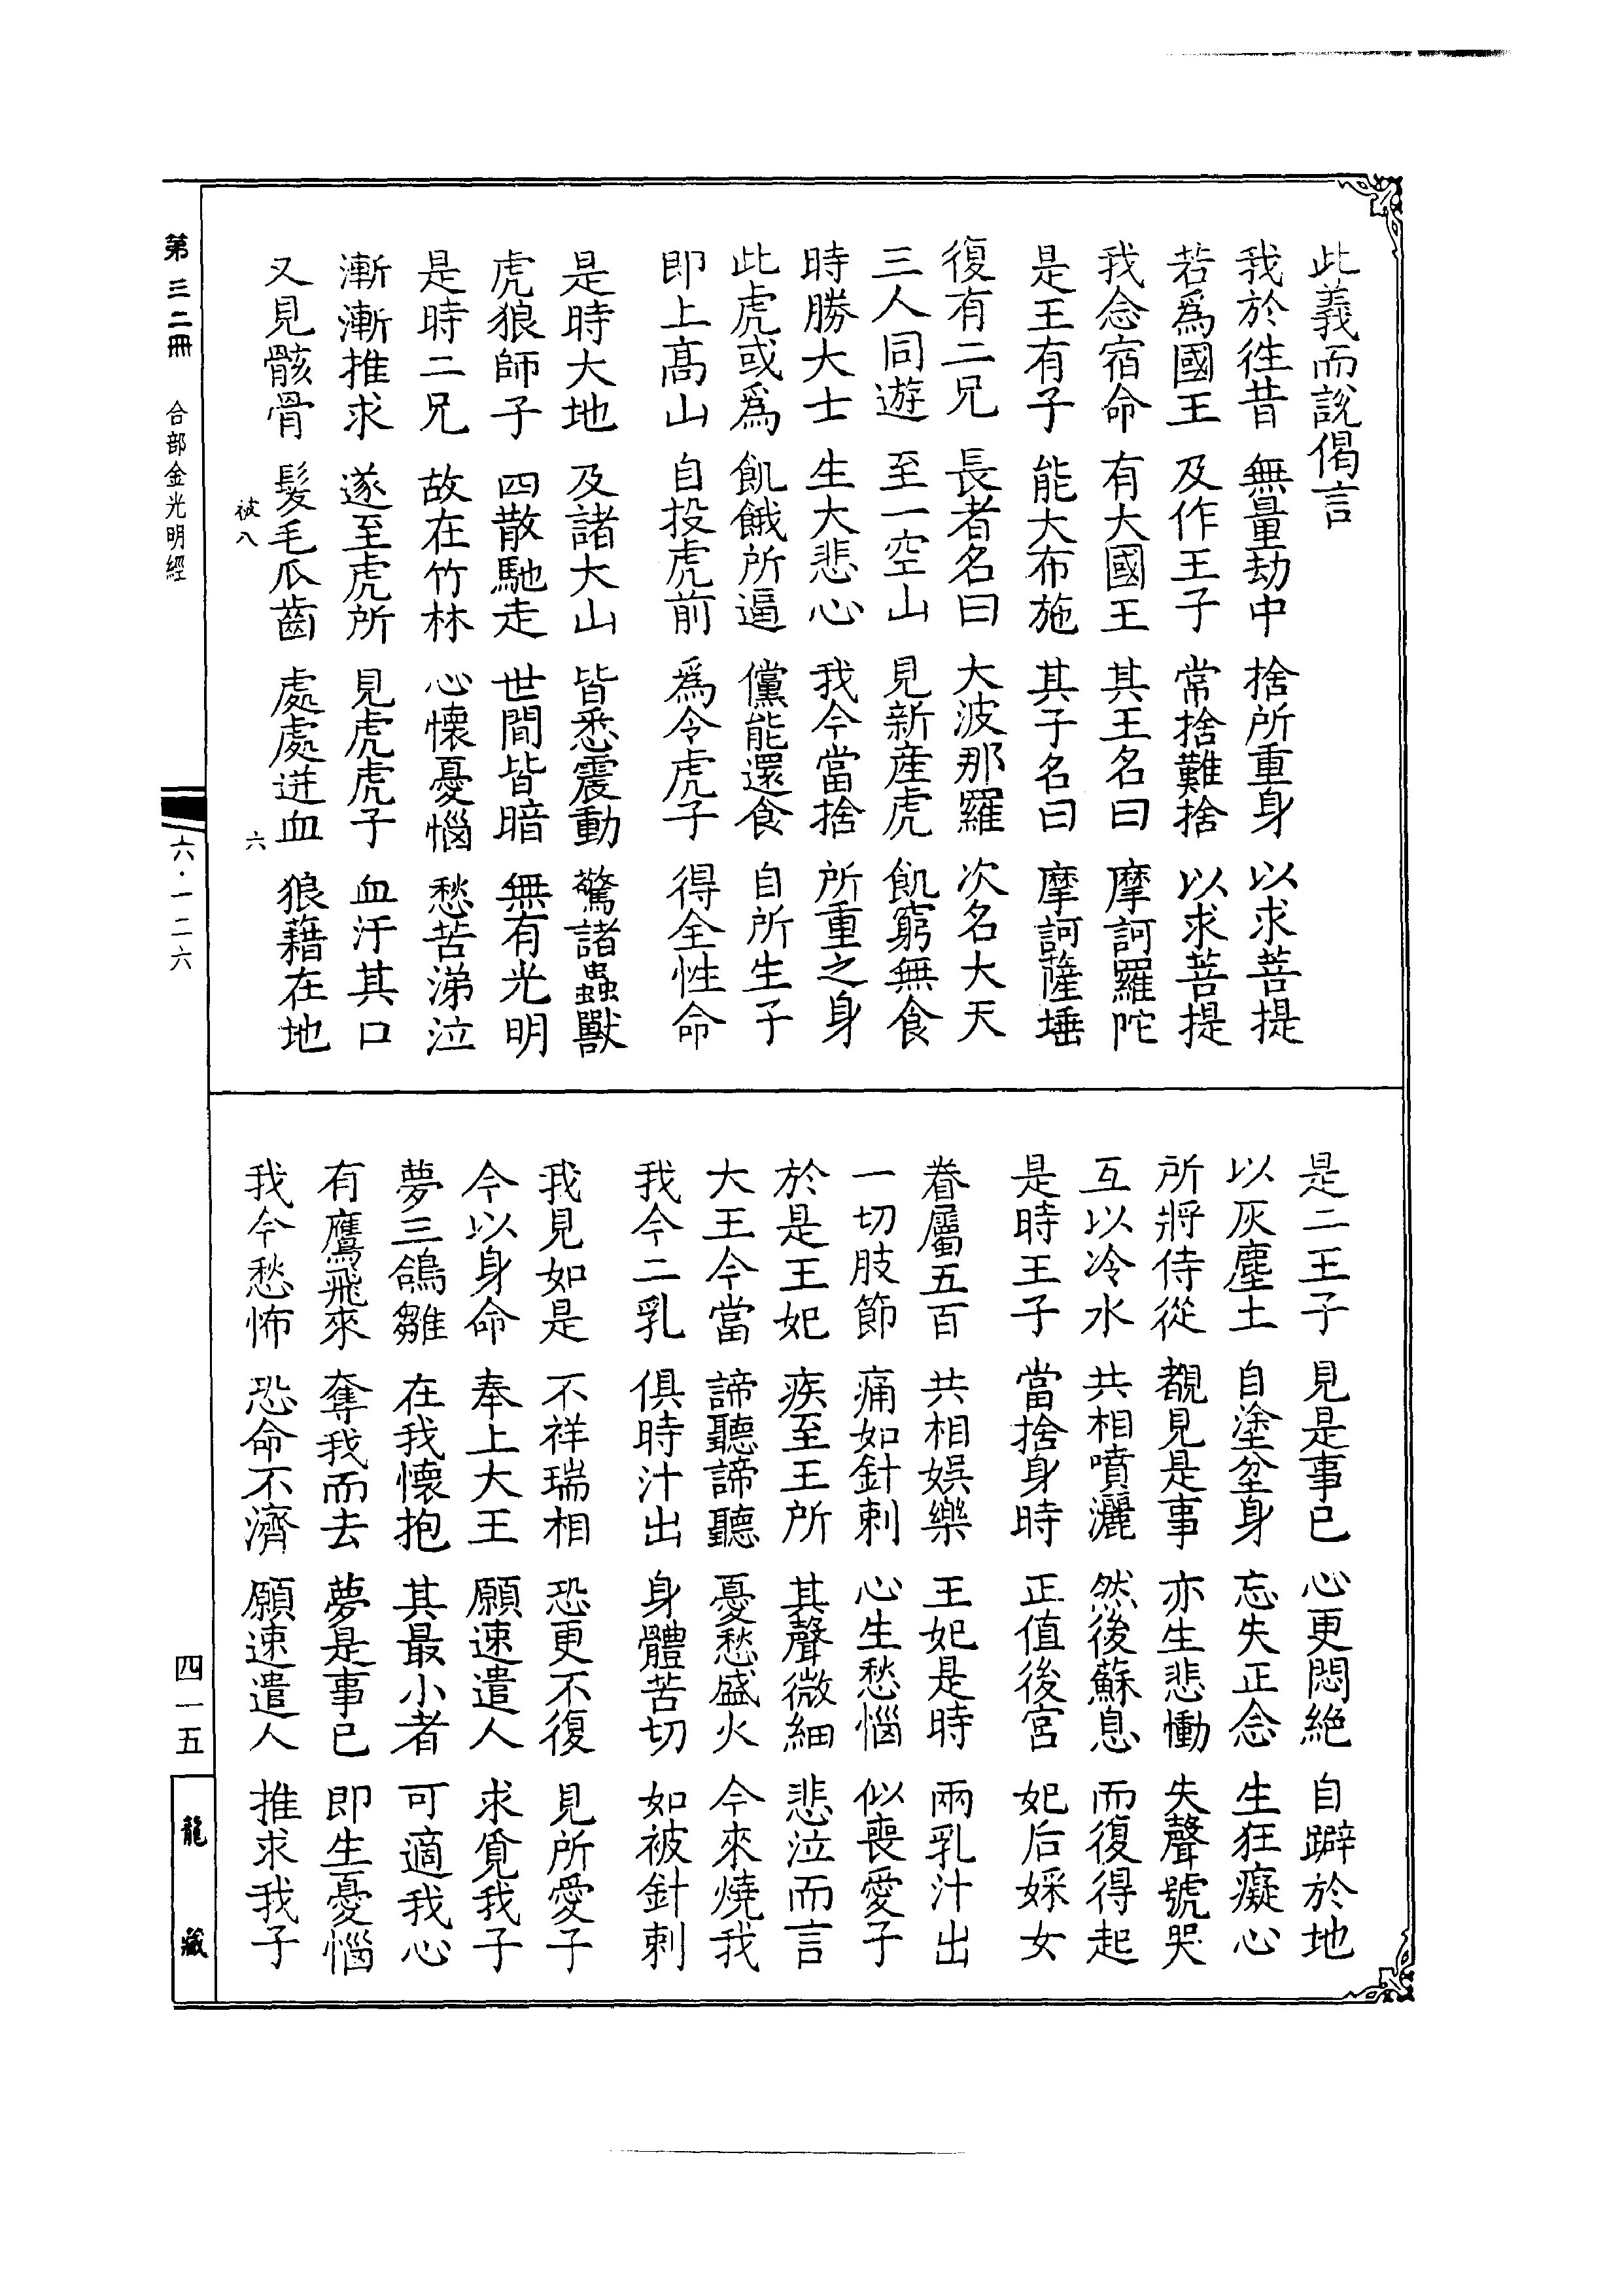 此義而說偈言
我於往昔 無量劫中 捨所重身 以求菩提
若爲國王 及作王子 常捨難捨 以求菩提
我念宿命 有大國王 其王名曰 摩訶羅陀
是王有子 能大布施 其子名曰 摩訶薩埵
復有二兄 長者名曰 大波那羅 次名大天
三人同遊 至一空山 見新產虎 飢窮無食
時勝大士 生大悲心 我今當捨 所重之身
此虎或爲 飢餓所逼 儻能還食 自所生子
即上高山 自投虎前 爲令虎子 得全性命
是時大地 及諸大山 皆悉震動 驚諸蟲獸
虎狼師子 四散馳走 世間皆暗 無有光明
是時二兄 故在竹林 心懷憂惱 愁苦涕泣
漸漸推求 遂至虎所 見虎虎子 血汙其口
又見骸骨 髮毛爪齒 處處迸血 狼藉在地
被八 六
是二王子 見是事已 心更悶絕 自躃於地
以灰塵土 自塗坌身 忘失正念 生狂癡心
所將侍從 覩見是事 亦生悲慟 失聲號哭
互以冷水 共相噴灑 然後蘇息 而復得起
是時王子 當捨身時 正值後宮 妃后婇女
眷屬五百 共相娛樂 王妃是時 兩乳汁出
一切肢節 痛如針刺 心生愁惱 似喪愛子
於是王妃 疾至王所 其聲微細 悲泣而言
大王今當 諦聽諦聽 憂愁盛火 今來燒我
我今二乳 俱時汁出 身體苦切 如被針刺
我見如是 不祥瑞相 恐更不復 見所愛子
今以身命 奉上大王 願速遣人 求覓我子
夢三鴿雛 在我懷抱 其最小者 可適我心
有鷹飛來 奪我而去 夢是事已 即生憂惱
我今愁怖 恐命不濟 願速遣人 推求我子
第三二冊 合部金光明經
六·一二六
四一五
龍藏